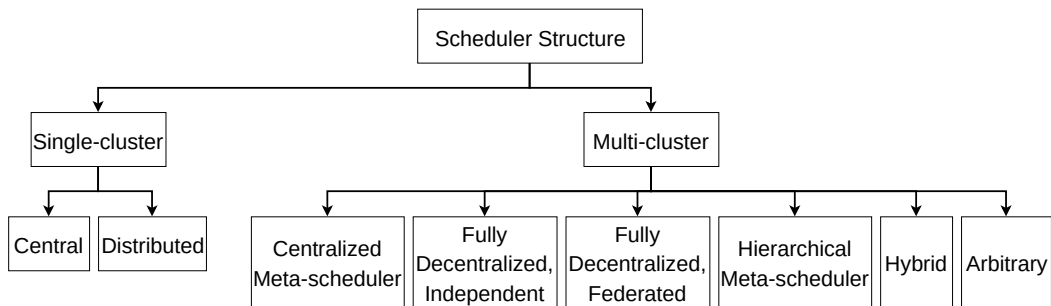 Scheduler Structure
Single-cluster
Multi-cluster
Central
Distributed
Centralized
Meta-scheduler
Fully
Decentralized,
Independent
Fully
Decentralized,
Federated
Hierarchical
Meta-scheduler
Hybrid
Arbitrary